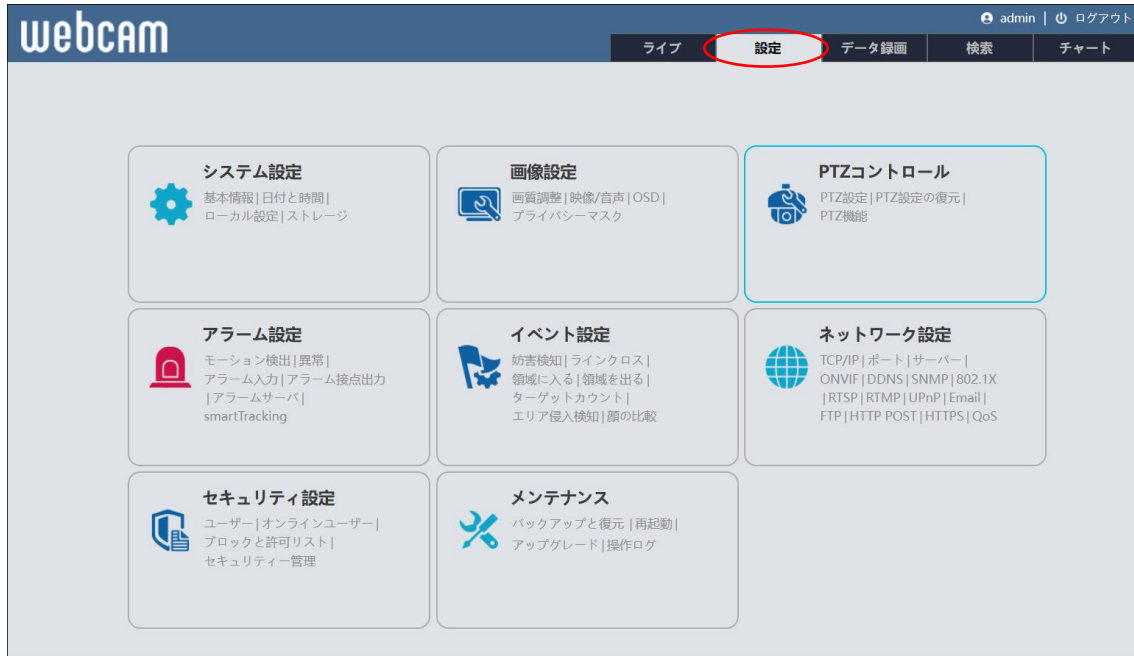 webcam
admin | ログアウト
ライブ 設定 データ録画 検索 チャート
システム設定
基本情報|日付と時間|
ローカル設定|ストレージ
画像設定
画質調整|映像/音声|OSD|
プライバシーマスク
PTZコントロール
PTZ設定|PTZ設定の復元|
PTZ機能
アラーム設定
モーション検出|異常|
アラーム入力|アラーム接点出力
|アラームサーバ|
smartTracking
イベント設定
妨害検知|ラインクロス|
領域に入る|領域を出る|
ターゲットカウント|
エリア侵入検知|顔の比較
ネットワーク設定
TCP/IP|ポート|サーバー|
ONVIF|DDNS|SNMP|802.1X
|RTSP|RTMP|UPnP|Email|
FTP|HTTP POST|HTTPS|QoS
セキュリティ設定
ユーザー|オンラインユーザー|
ブロックと許可リスト|
セキュリティー管理
メンテナンス
バックアップと復元 |再起動|
アップグレード|操作ログ